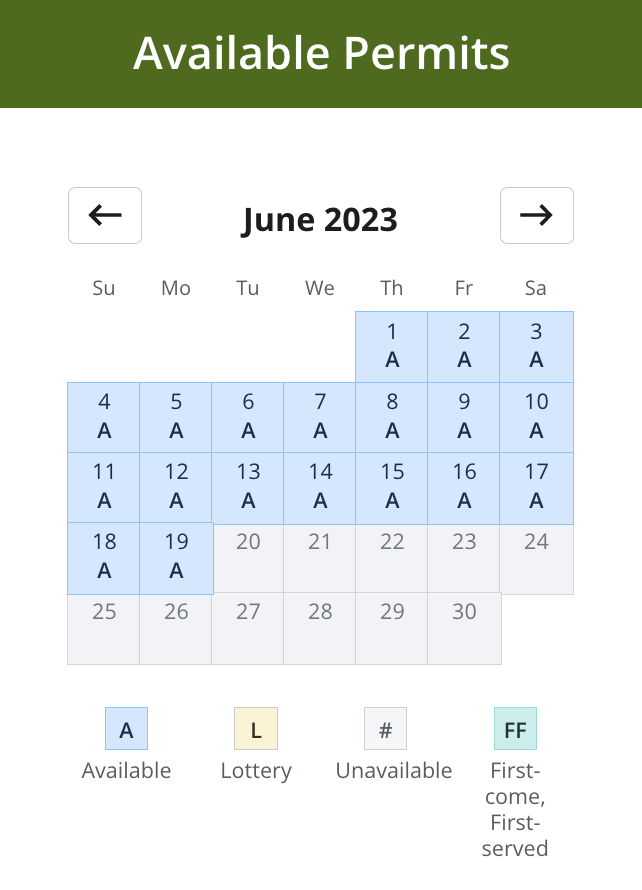 Available Permits
← June 2023 →
Su Mo Tu We Th Fr Sa
1 2 3
A A A
4 5 6 7 8 9 10
A A A A A A A
11 12 13 14 15 16 17
A A A A A A A
18 19 20 21 22 23 24
A A
25 26 27 28 29 30
A L # FF
Available Lottery Unavailable First-
come,
First-
served